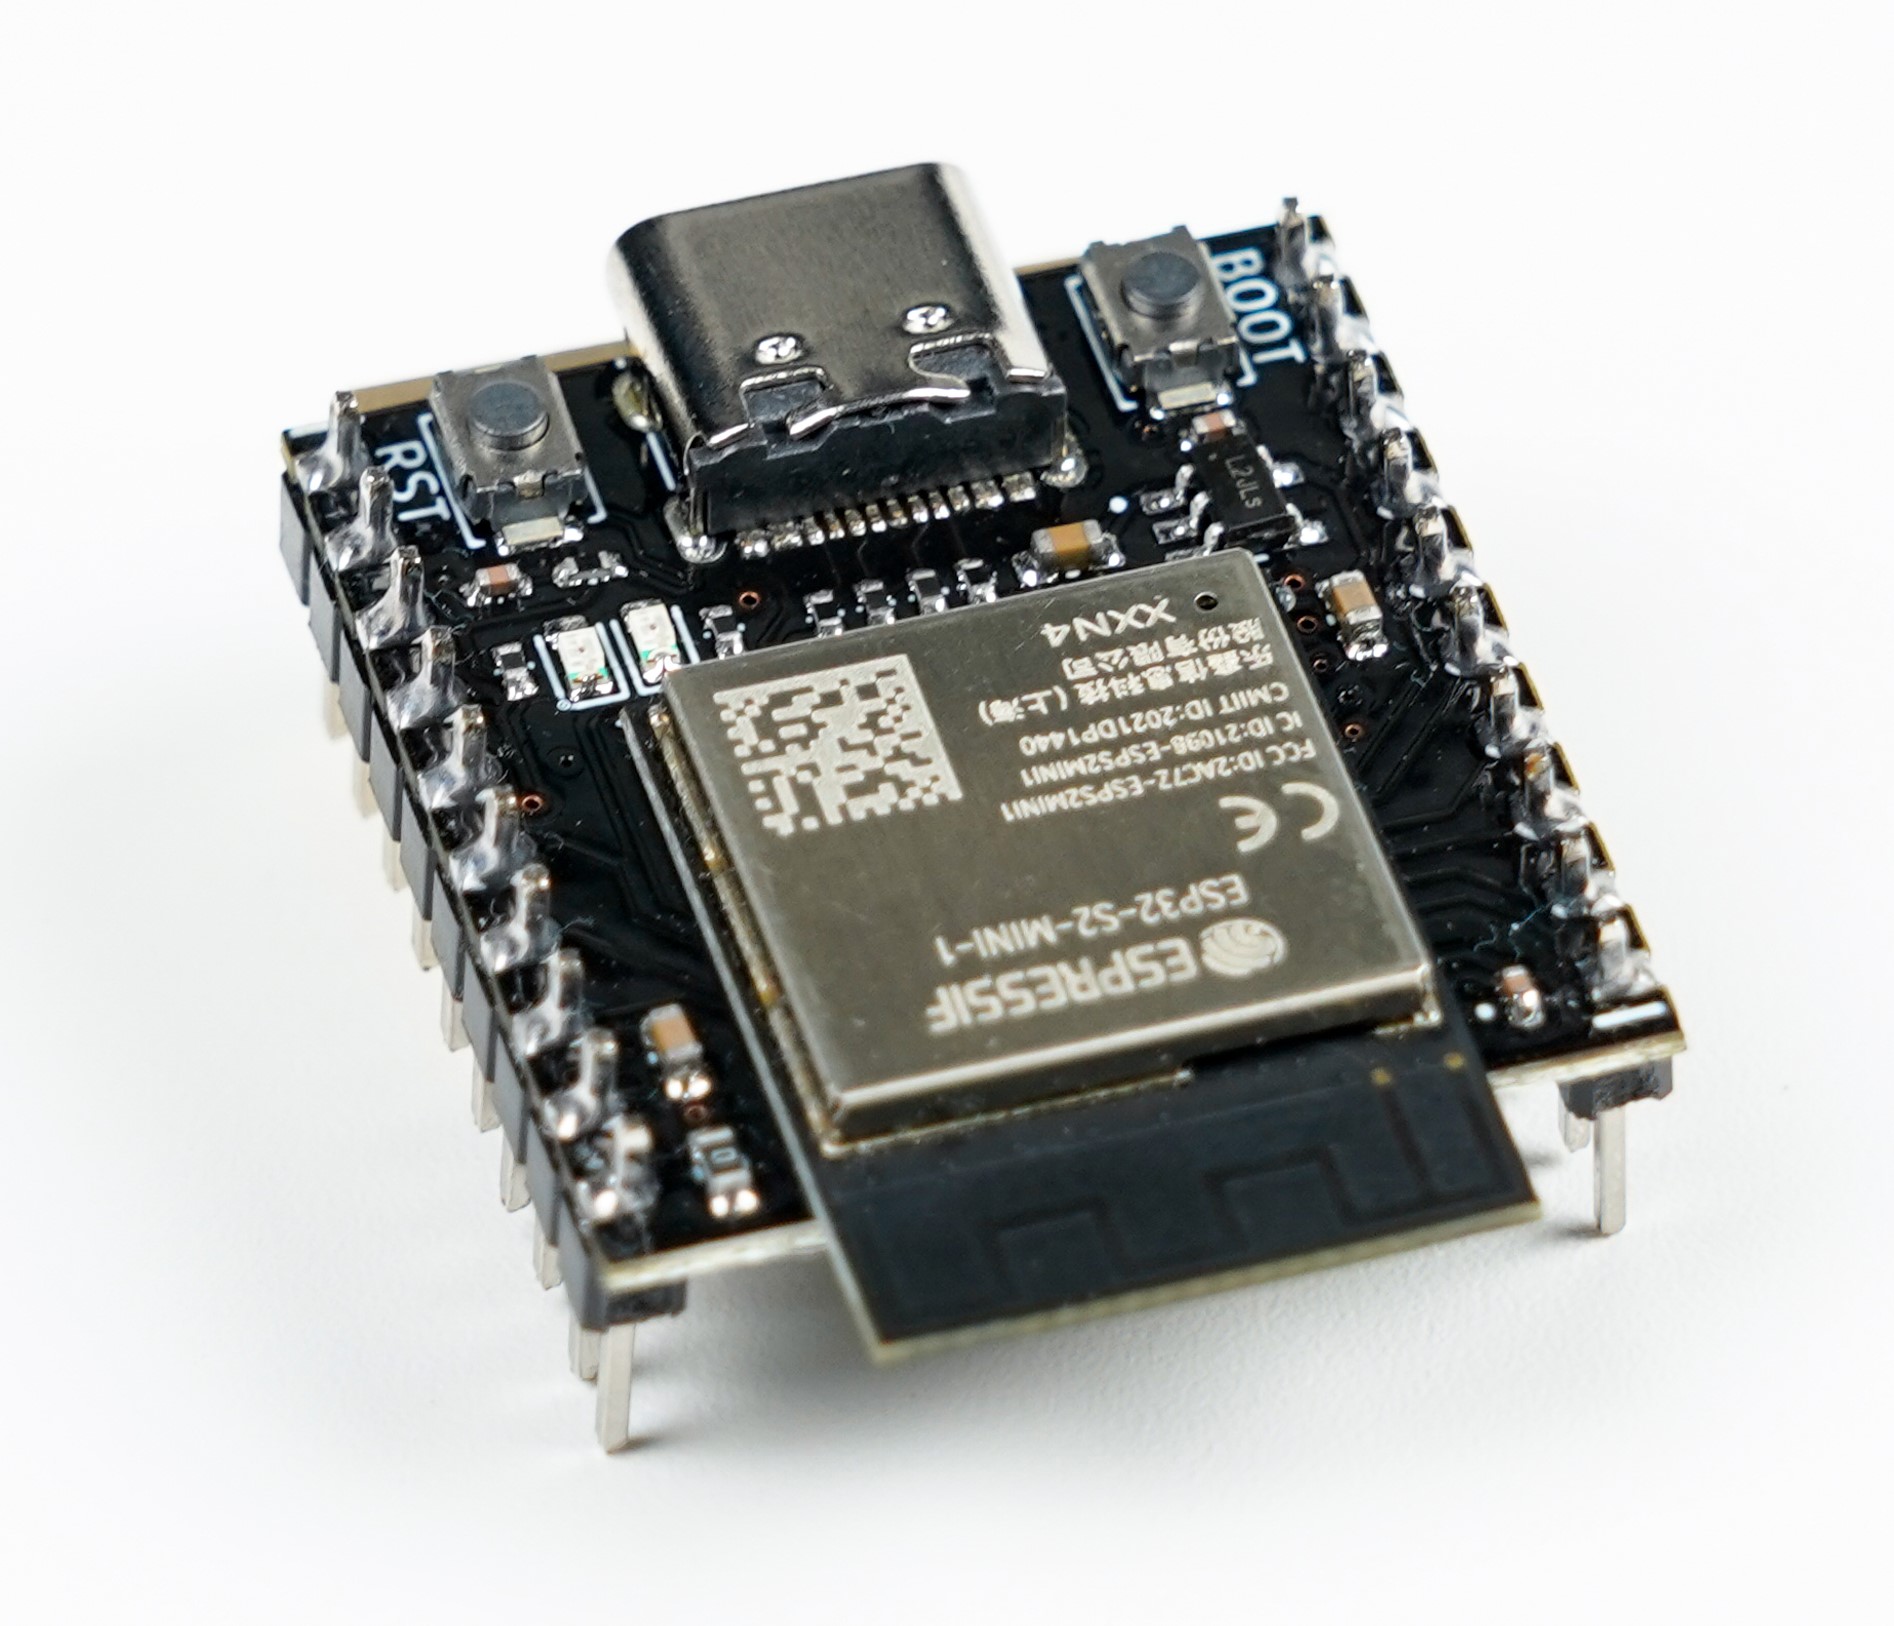 BOOT
RST
L2JLs
ESPRESSIF
ESP32-S2-MINI-1
CE
FCC ID:2AC7Z-ESPS2MINI1
IC ID:21098-ESPS2MINI1
CMIIT ID:2021DP1440
乐鑫信息科技(上海)
股份有限公司
XXN4